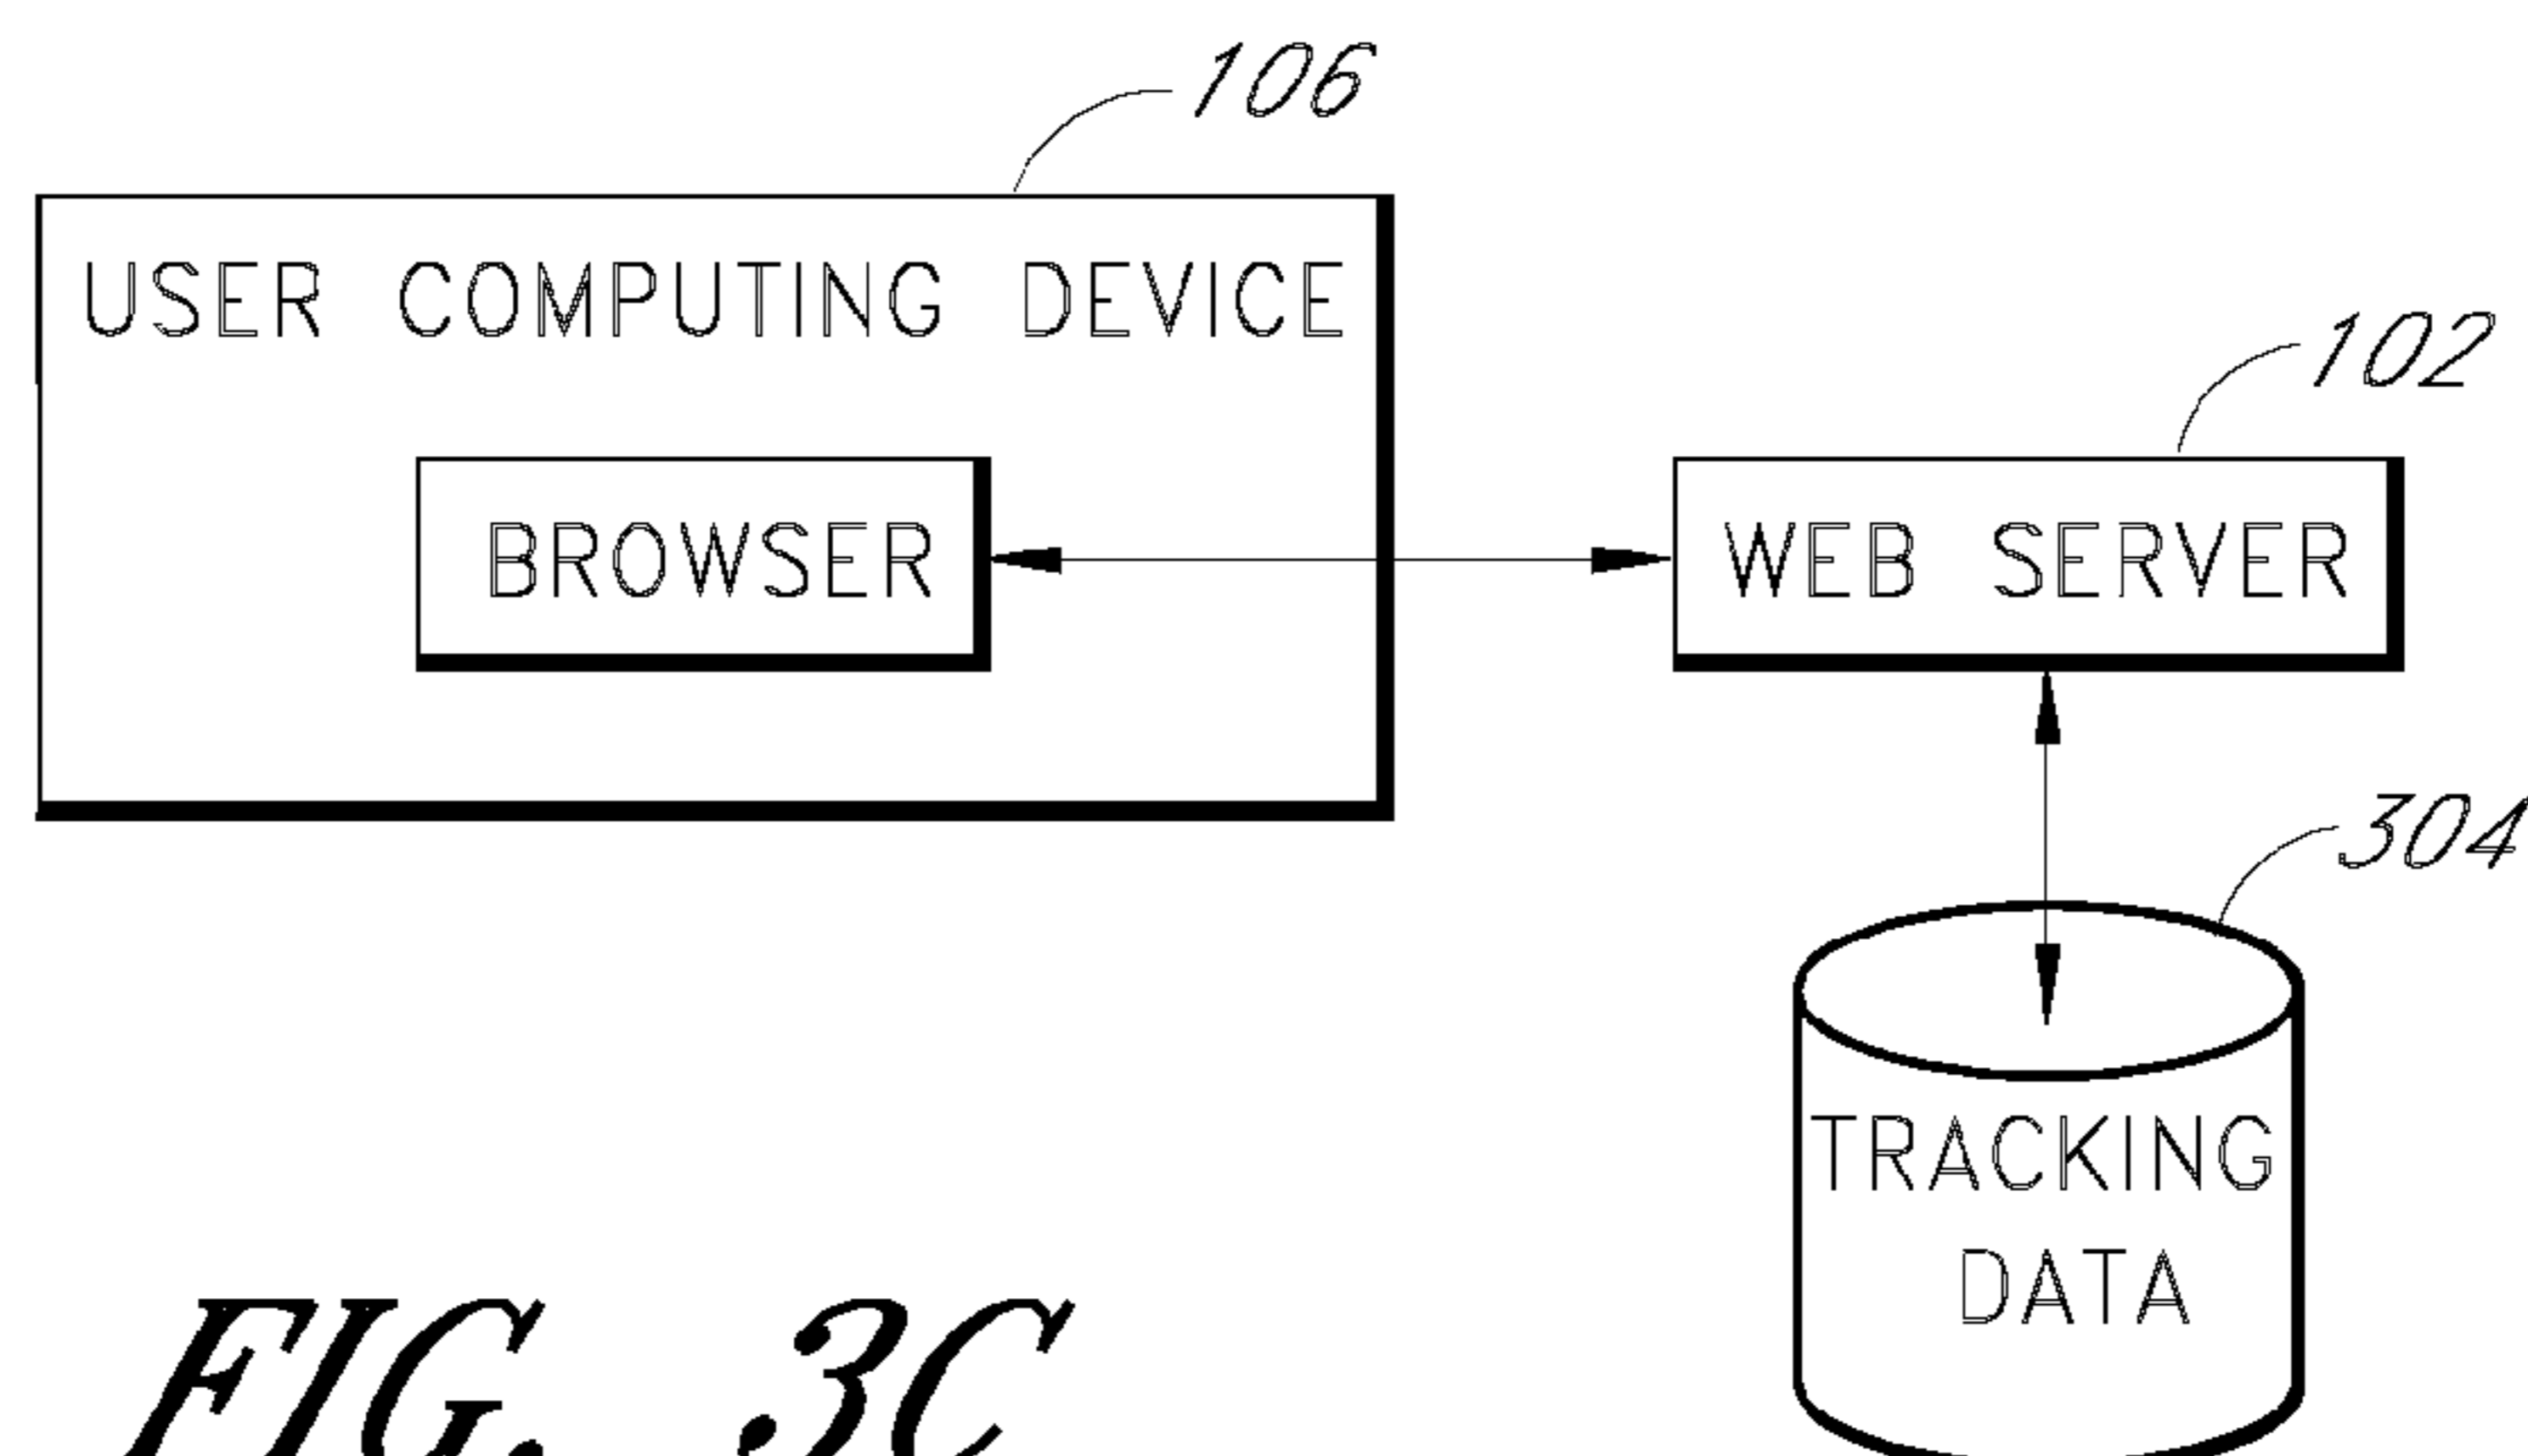 106
USER COMPUTING DEVICE
102
BROWSER
WEB SERVER
304
TRACKING
DATA
FIG. 3C